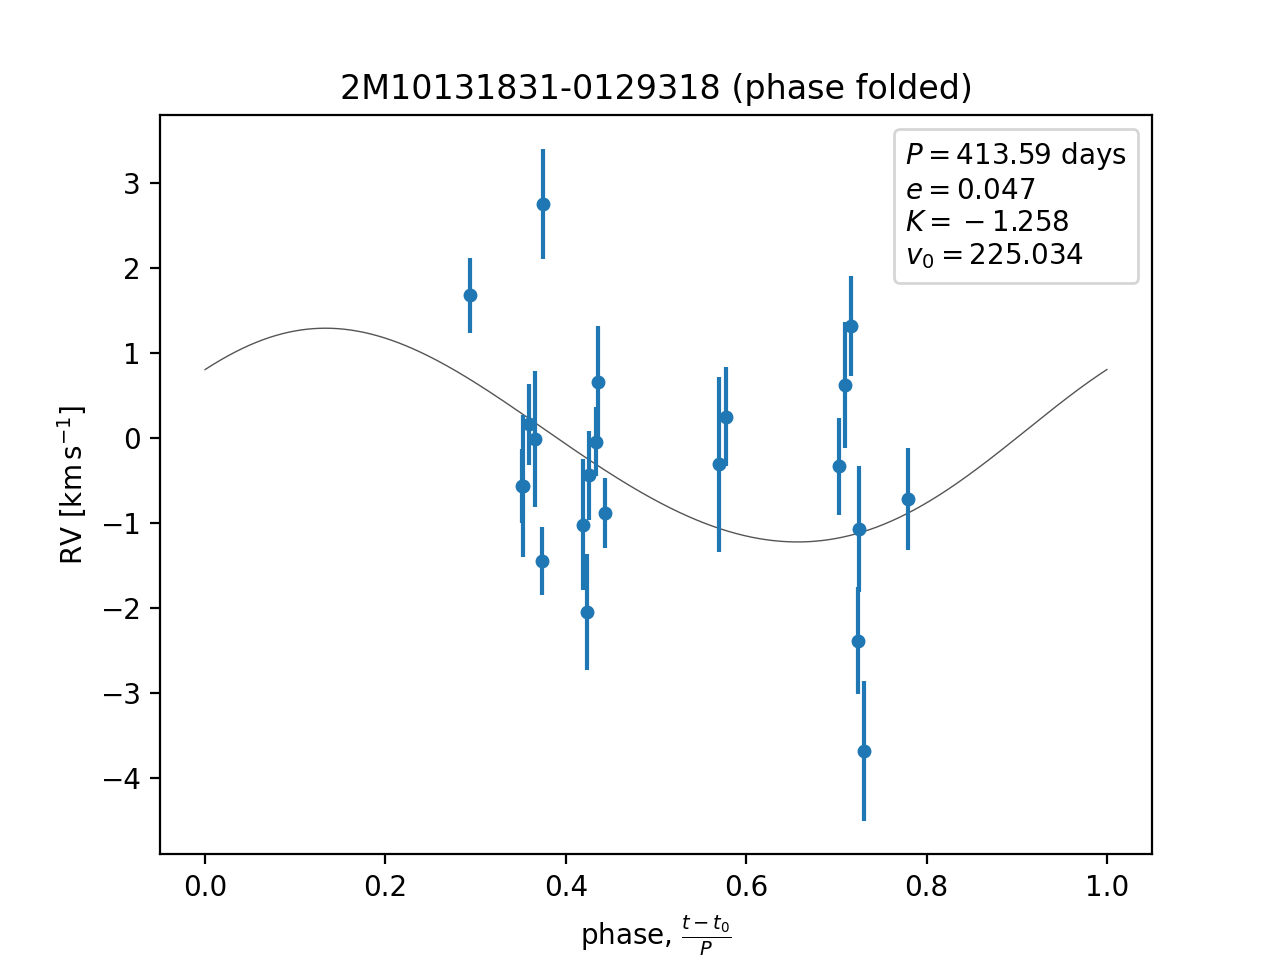 2M10131831-0129318 (phase folded)
P = 413.59 days
e = 0.047
K = −1.258
v₀ = 225.034
RV [km s⁻¹]
3
2
1
0
−1
−2
−3
−4
0.0 0.2 0.4 0.6 0.8 1.0
phase, (t − t₀)/P